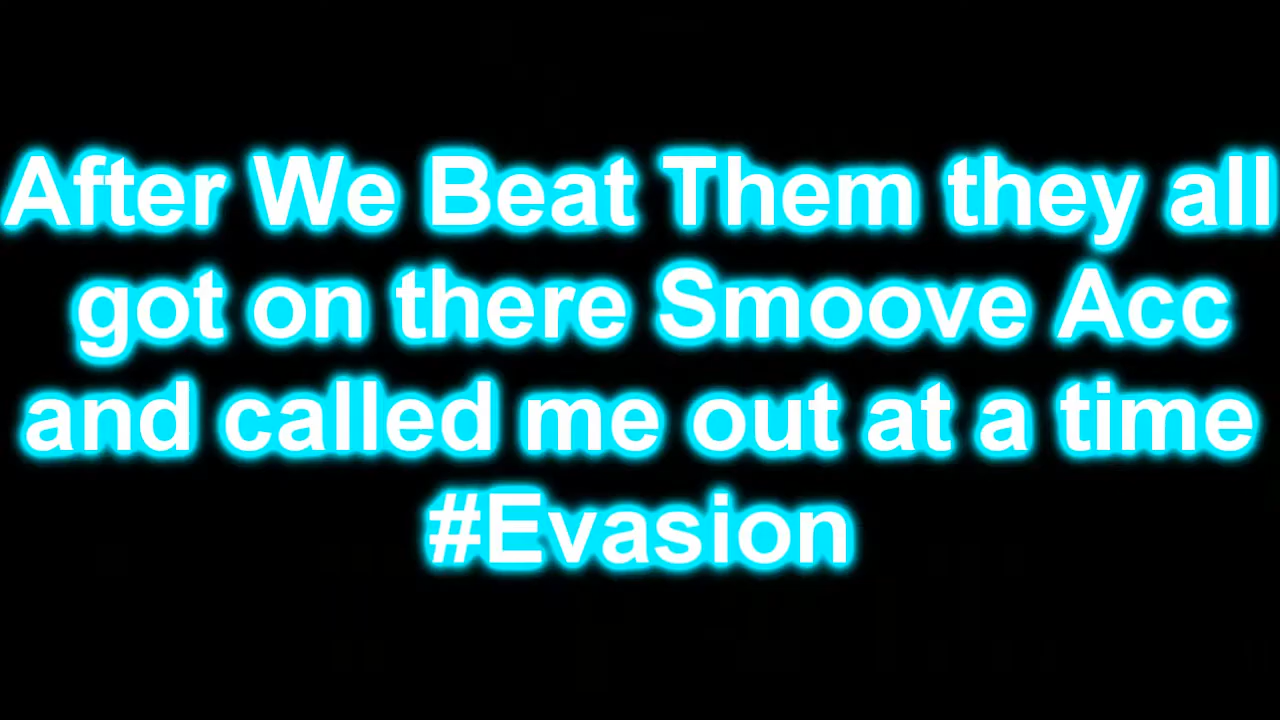 After We Beat Them they all
got on there Smoove Acc
and called me out at a time
#Evasion